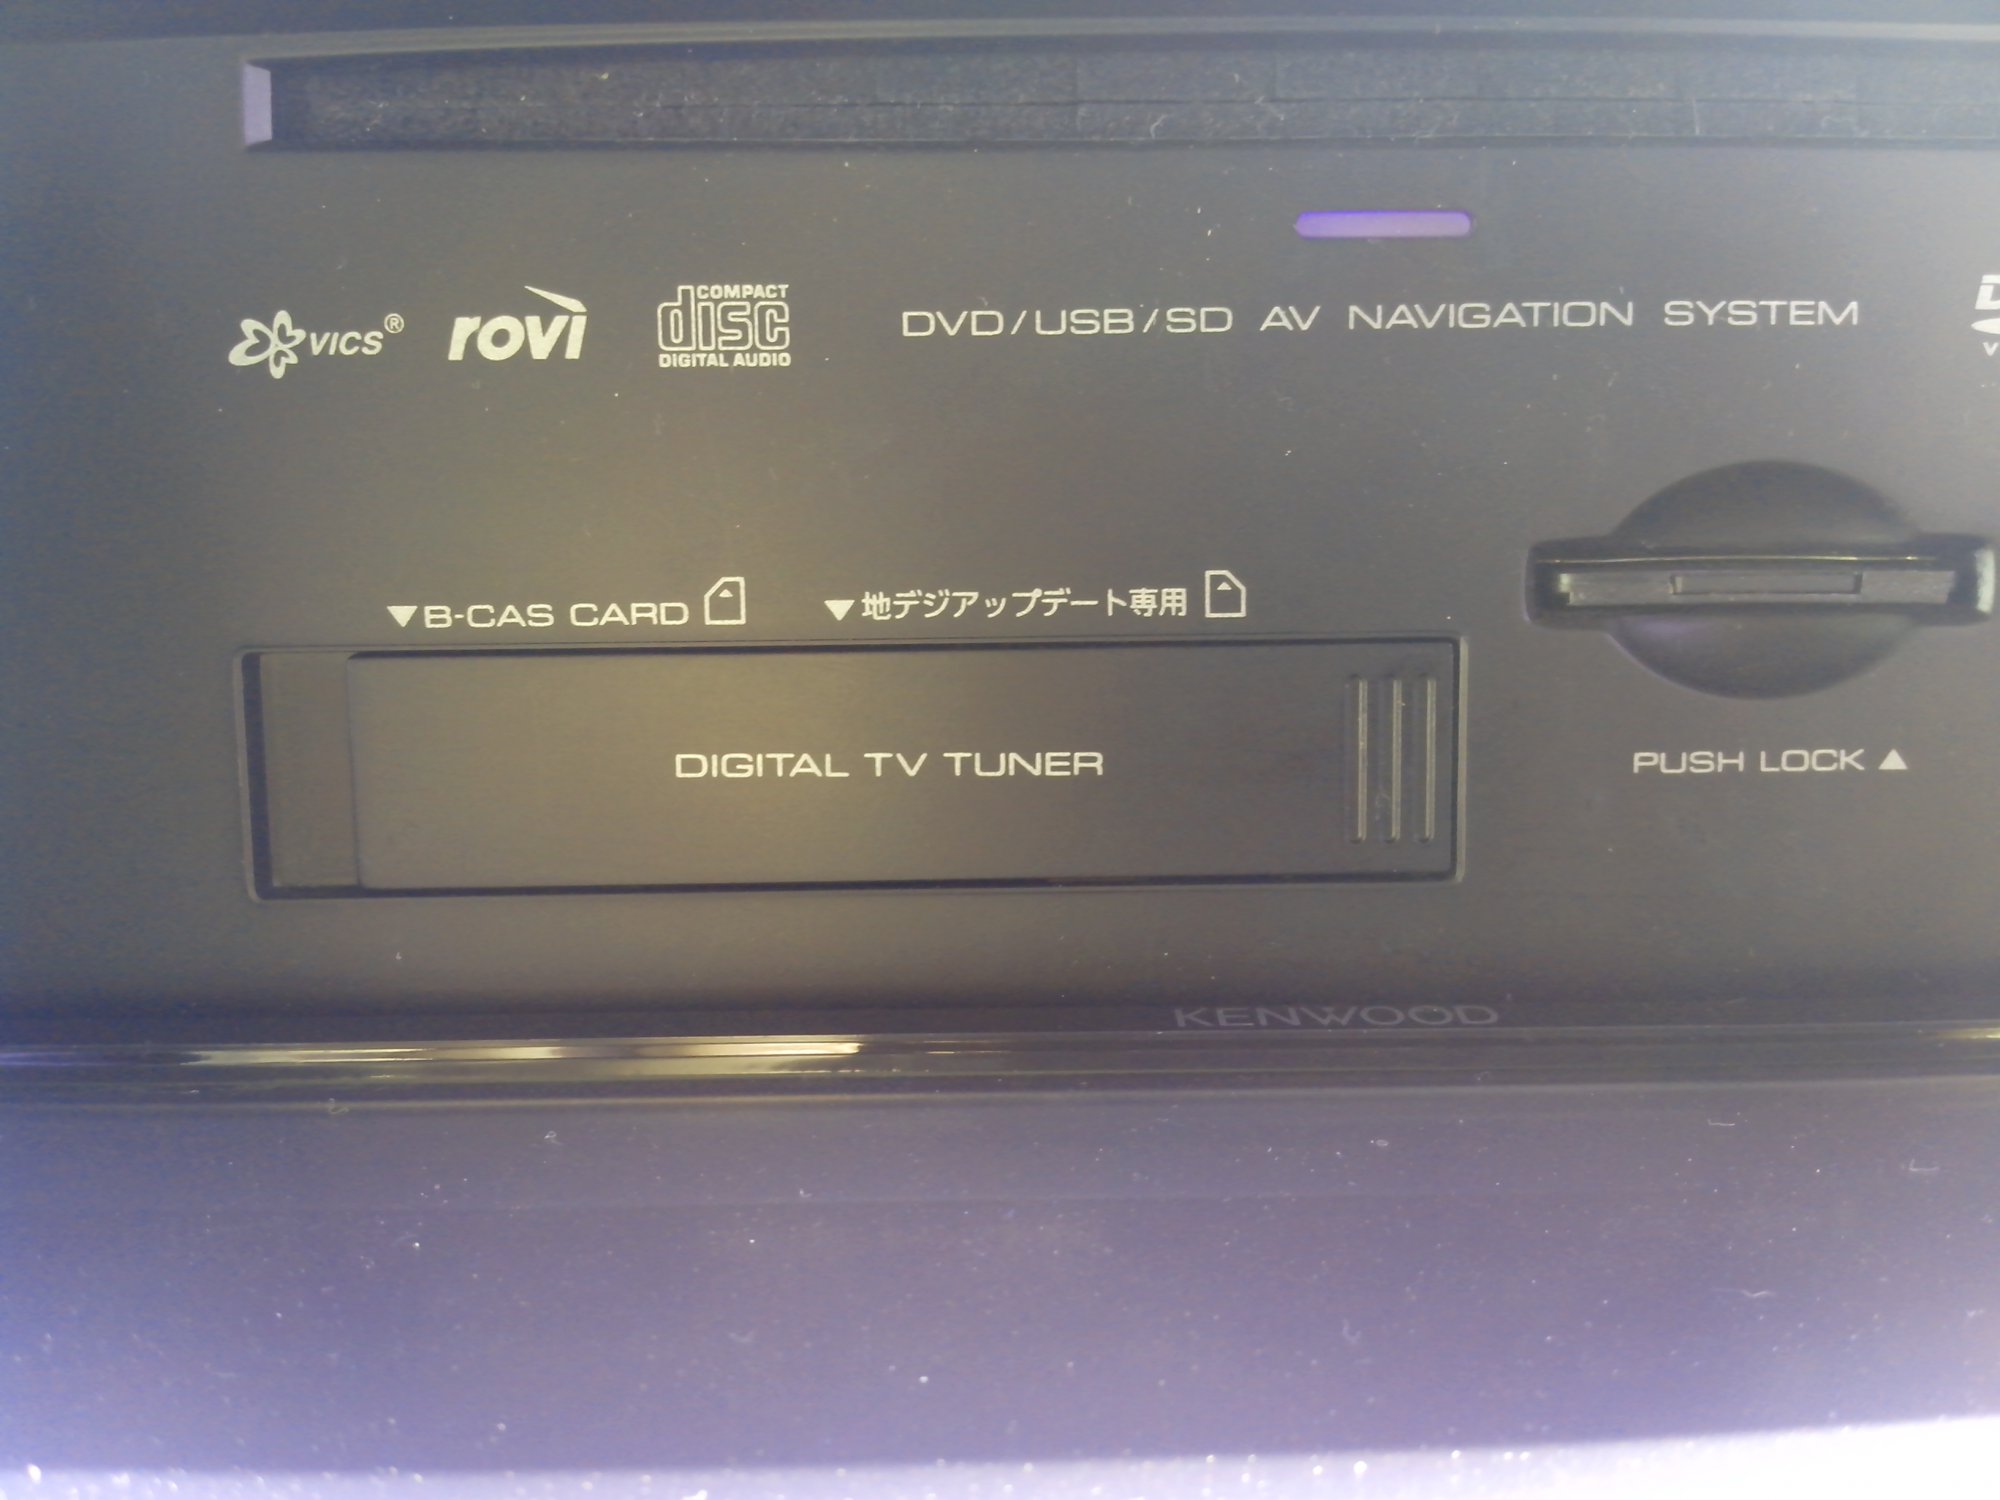 VICS®
rovi
COMPACT
disc
DIGITAL AUDIO
DVD/USB/SD AV NAVIGATION SYSTEM
▼B-CAS CARD
▼地デジアップデート専用
DIGITAL TV TUNER
PUSH LOCK ▲
KENWOOD